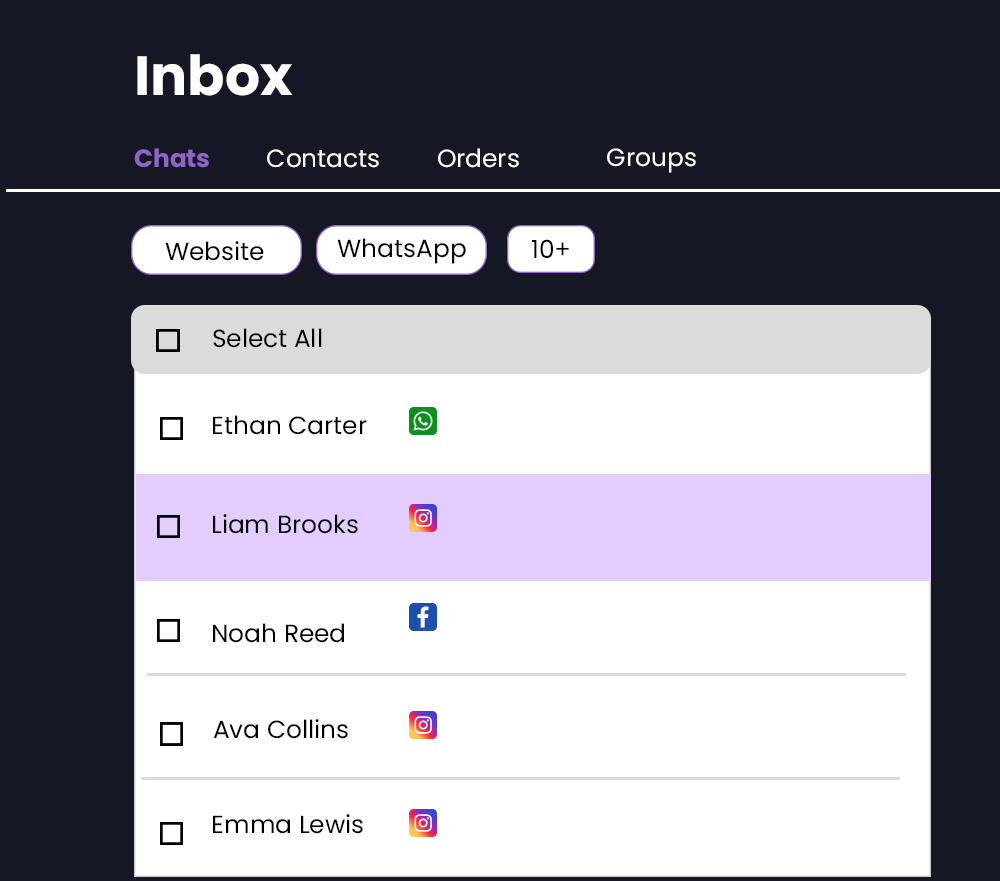 Inbox
Chats Contacts Orders Groups
Website WhatsApp 10+
Select All
Ethan Carter
Liam Brooks
Noah Reed
Ava Collins
Emma Lewis